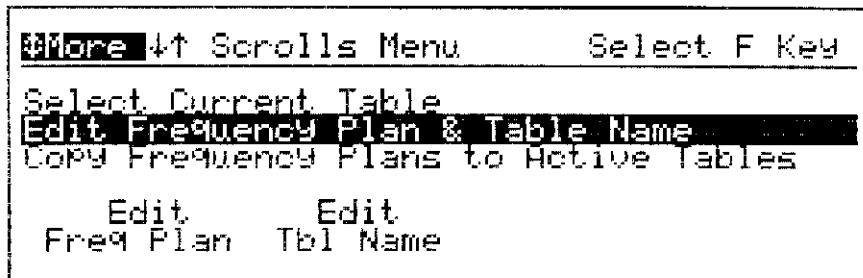 ↕More ↓↑ Scrolls Menu Select F Key
Select Current Table
Edit Frequency Plan & Table Name
Copy Frequency Plans to Active Tables
Edit Edit
Freq Plan Tbl Name